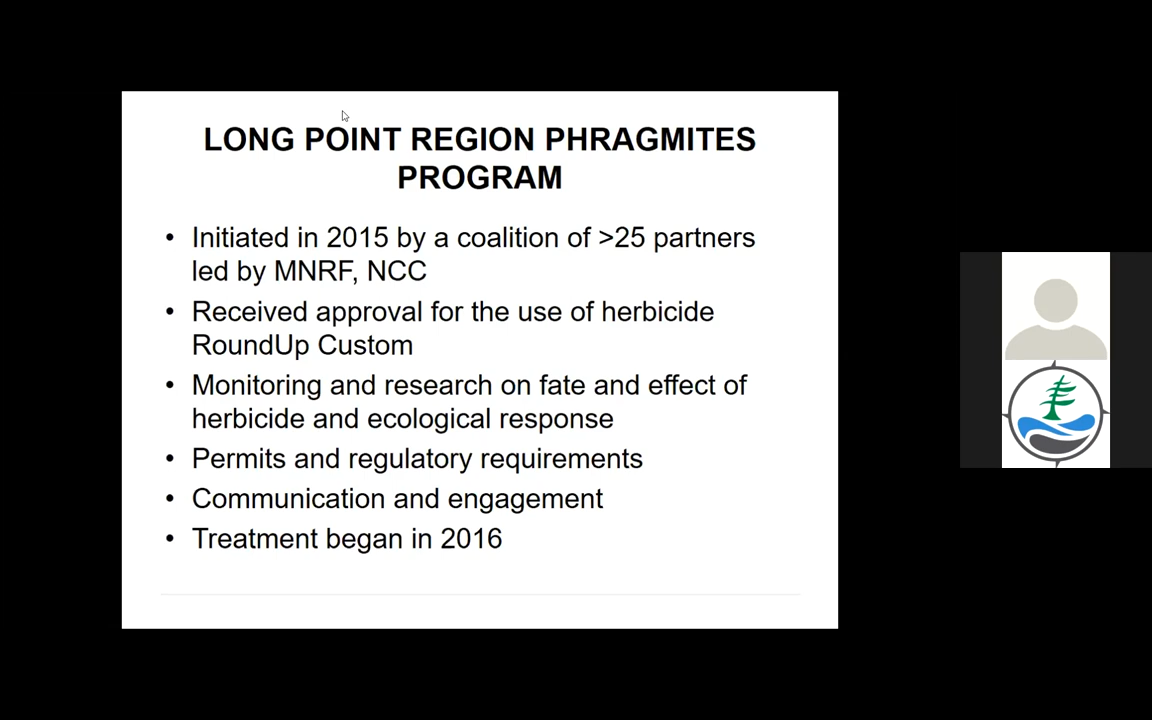 LONG POINT REGION PHRAGMITES
PROGRAM
• Initiated in 2015 by a coalition of >25 partners
led by MNRF, NCC
• Received approval for the use of herbicide
RoundUp Custom
• Monitoring and research on fate and effect of
herbicide and ecological response
• Permits and regulatory requirements
• Communication and engagement
• Treatment began in 2016